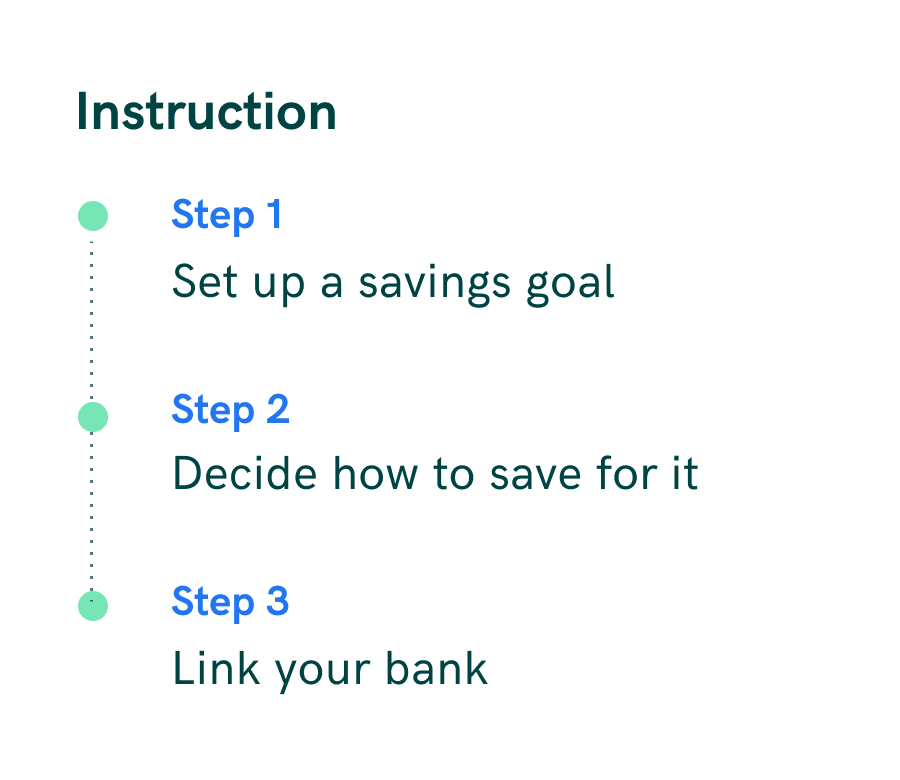 Instruction
Step 1
Set up a savings goal
Step 2
Decide how to save for it
Step 3
Link your bank